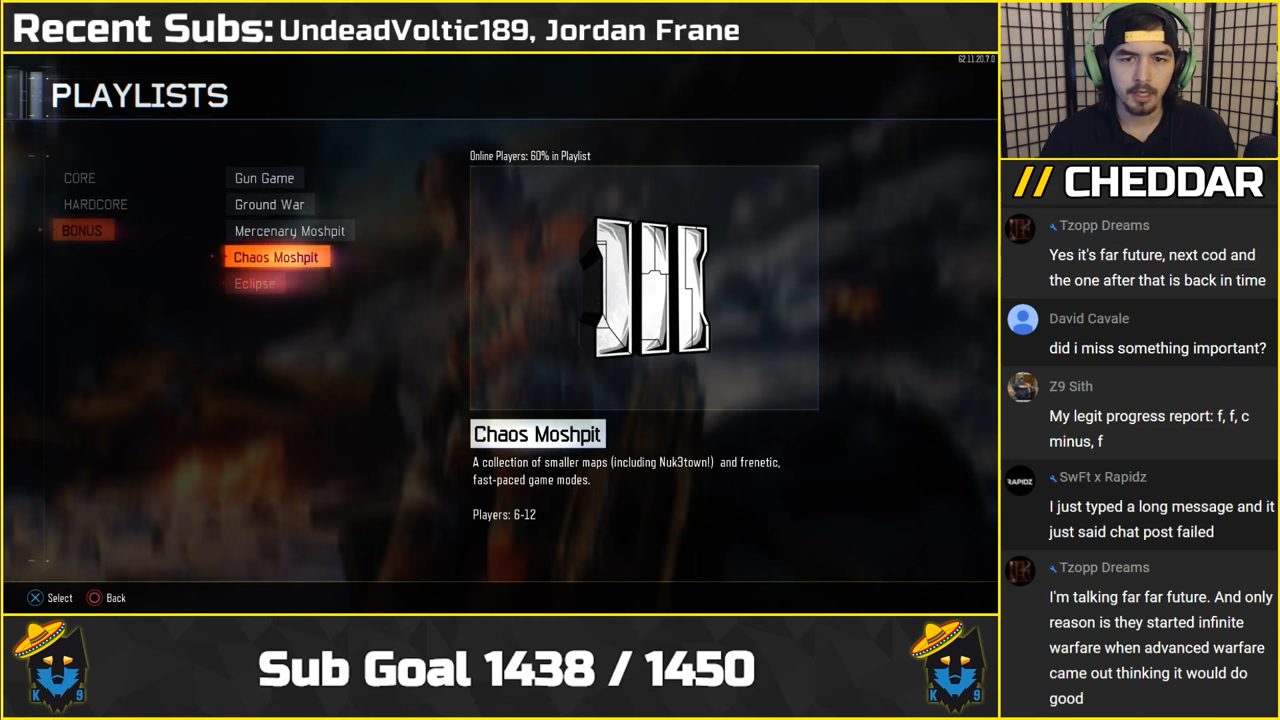 Recent Subs: UndeadVoltic189, Jordan Frane
62.11.20.7.0
PLAYLISTS
CORE
HARDCORE
BONUS
Gun Game
Ground War
Mercenary Moshpit
Chaos Moshpit
Eclipse
Online Players: 60% in Playlist
Chaos Moshpit
A collection of smaller maps (including Nuk3town!) and frenetic,
fast-paced game modes.
Players: 6-12
Select
Back
K 9
Sub Goal 1438 / 1450
K 9
// CHEDDAR
Tzopp Dreams
Yes it's far future, next cod and
the one after that is back in time
David Cavale
did i miss something important?
Z9 Sith
My legit progress report: f, f, c
minus, f
RAPIDZ
SwFt x Rapidz
I just typed a long message and it
just said chat post failed
Tzopp Dreams
I'm talking far far future. And only
reason is they started infinite
warfare when advanced warfare
came out thinking it would do
good